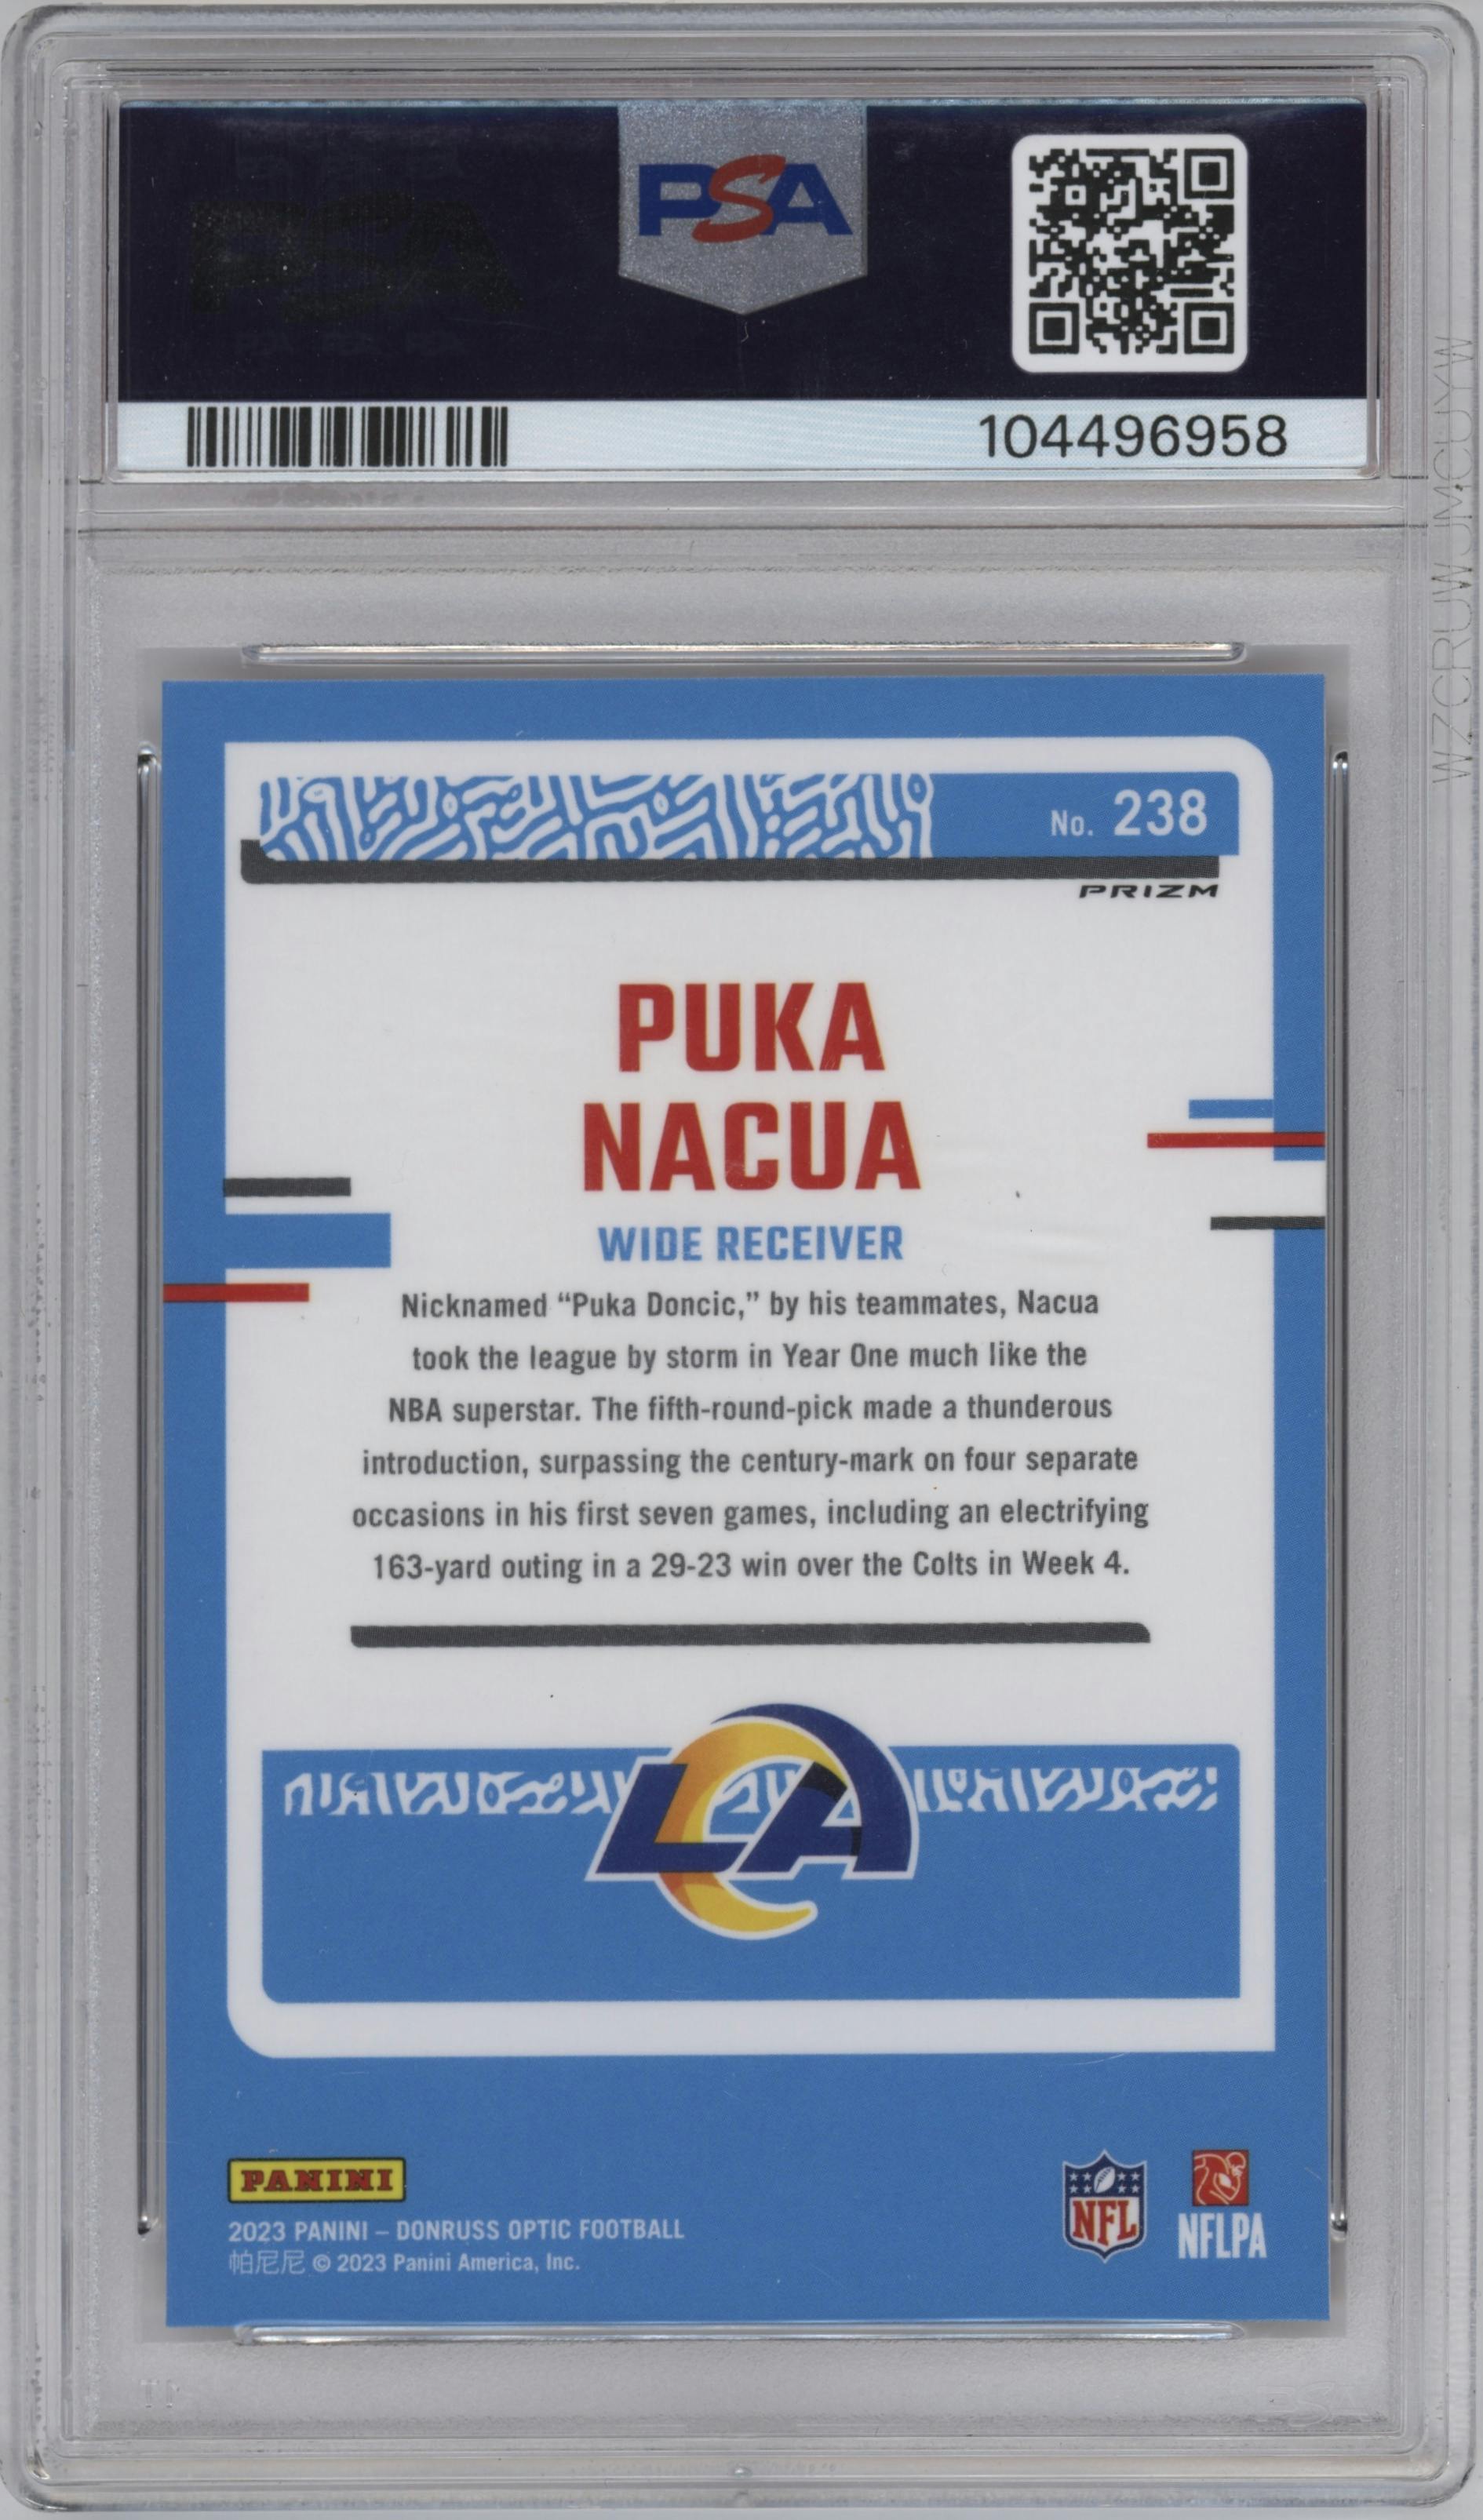 PSA
104496958
WZCRUWJMCUYW
No. 238
PRIZM
PUKA
NACUA
WIDE RECEIVER
Nicknamed “Puka Doncic,” by his teammates, Nacua
took the league by storm in Year One much like the
NBA superstar. The fifth-round-pick made a thunderous
introduction, surpassing the century-mark on four separate
occasions in his first seven games, including an electrifying
163-yard outing in a 29-23 win over the Colts in Week 4.
LA
PANINI
2023 PANINI – DONRUSS OPTIC FOOTBALL
帕尼尼 © 2023 Panini America, Inc.
NFL
NFLPA